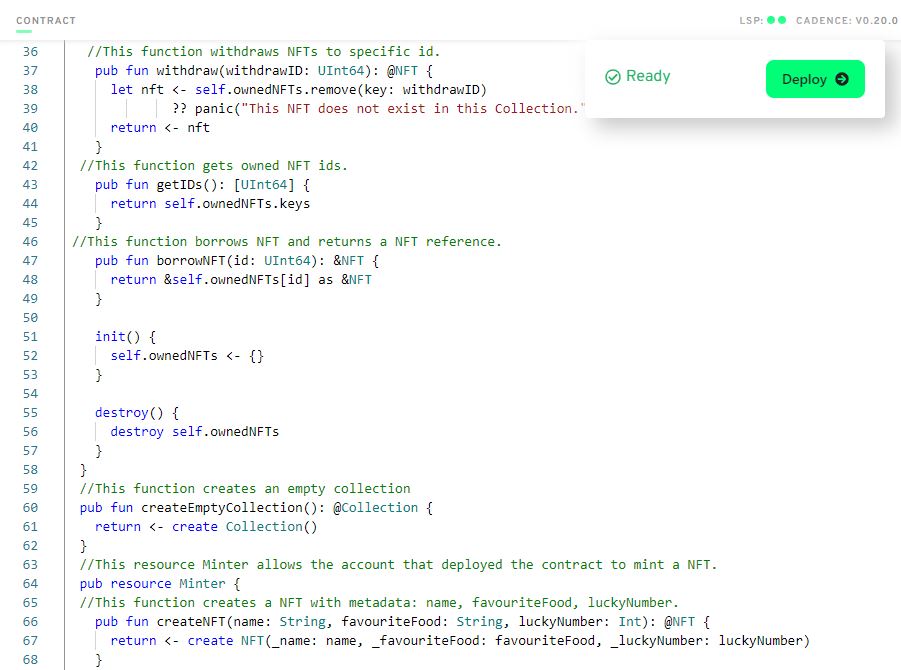 CONTRACT
LSP: CADENCE: V0.20.0
Ready
Deploy
36 //This function withdraws NFTs to specific id.
37 pub fun withdraw(withdrawID: UInt64): @NFT {
38 let nft <- self.ownedNFTs.remove(key: withdrawID)
39 ?? panic("This NFT does not exist in this Collection."
40 return <- nft
41 }
42 //This function gets owned NFT ids.
43 pub fun getIDs(): [UInt64] {
44 return self.ownedNFTs.keys
45 }
46 //This function borrows NFT and returns a NFT reference.
47 pub fun borrowNFT(id: UInt64): &NFT {
48 return &self.ownedNFTs[id] as &NFT
49 }
50
51 init() {
52 self.ownedNFTs <- {}
53 }
54
55 destroy() {
56 destroy self.ownedNFTs
57 }
58 }
59 //This function creates an empty collection
60 pub fun createEmptyCollection(): @Collection {
61 return <- create Collection()
62 }
63 //This resource Minter allows the account that deployed the contract to mint a NFT.
64 pub resource Minter {
65 //This function creates a NFT with metadata: name, favouriteFood, luckyNumber.
66 pub fun createNFT(name: String, favouriteFood: String, luckyNumber: Int): @NFT {
67 return <- create NFT(_name: name, _favouriteFood: favouriteFood, _luckyNumber: luckyNumber)
68 }